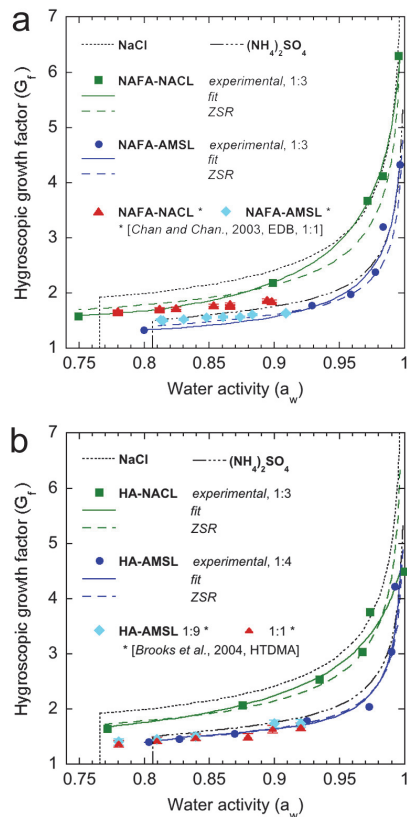 a
NaCl (NH4)2SO4
NAFA-NACL experimental, 1:3
fit
ZSR
NAFA-AMSL experimental, 1:3
fit
ZSR
NAFA-NACL * NAFA-AMSL *
* [Chan and Chan., 2003, EDB, 1:1]
Hygroscopic growth factor (Gf)
7
6
5
4
3
2
1
0.75 0.8 0.85 0.9 0.95 1
Water activity (aw)
b
NaCl (NH4)2SO4
HA-NACL experimental, 1:3
fit
ZSR
HA-AMSL experimental, 1:4
fit
ZSR
HA-AMSL 1:9 * 1:1 *
* [Brooks et al., 2004, HTDMA]
Hygroscopic growth factor (Gf)
7
6
5
4
3
2
1
0.75 0.8 0.85 0.9 0.95 1
Water activity (aw)